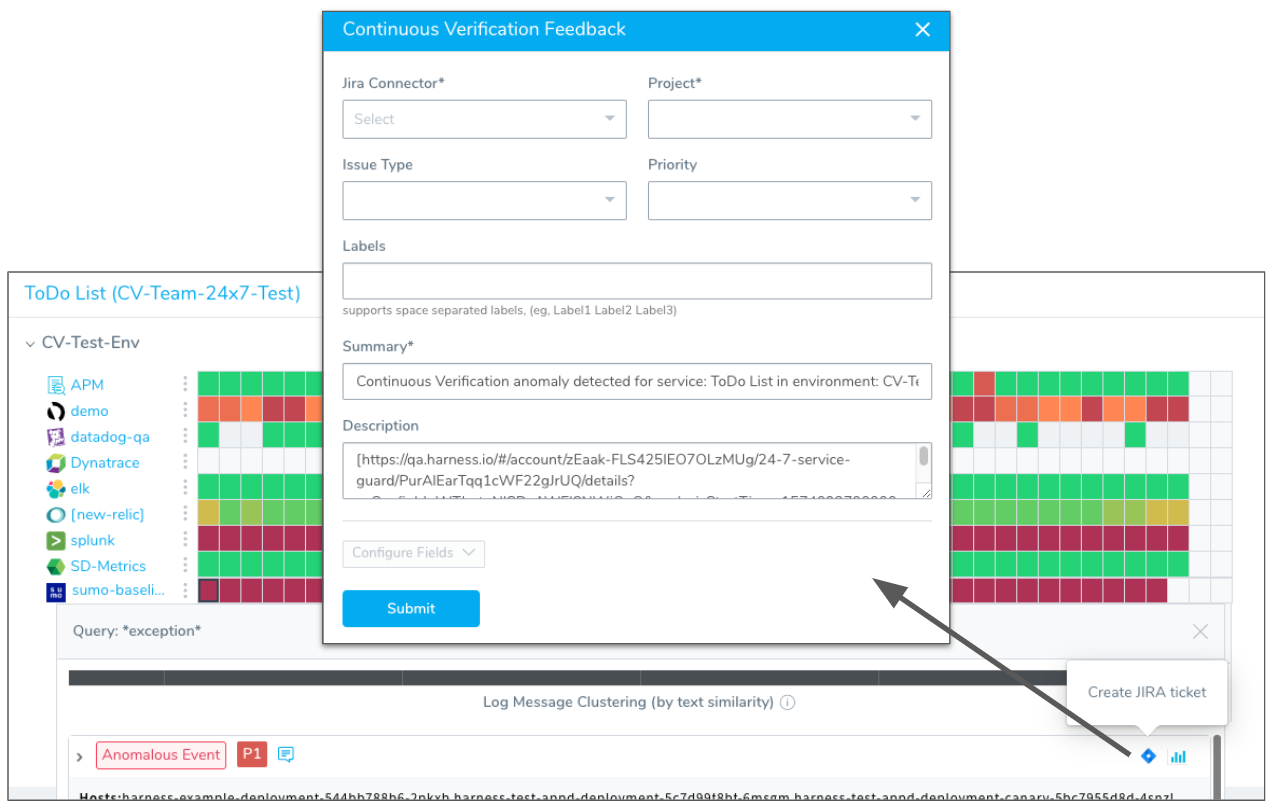 Continuous Verification Feedback
Jira Connector*
Project*
Select
Issue Type
Priority
Labels
supports space separated labels, (eg, Label1 Label2 Label3)
Summary*
Continuous Verification anomaly detected for service: ToDo List in environment: CV-Te
Description
[https://qa.harness.io/#/account/zEaak-FLS425IEO7OLzMUg/24-7-service-
guard/PurAlEarTqq1cWF22gJrUQ/details?
Configure Fields
Submit
ToDo List (CV-Team-24x7-Test)
CV-Test-Env
APM
demo
datadog-qa
Dynatrace
elk
[new-relic]
splunk
SD-Metrics
su
mo
sumo-baseli...
Query: *exception*
Create JIRA ticket
Log Message Clustering (by text similarity)
Anomalous Event P1
Hosts:harness-example-deployment-544bb788b6-2pkxb,harness-test-appd-deployment-5c7d99f8bf-6msgm,harness-test-appd-deployment-canary-5bc7955d8d-4snzl